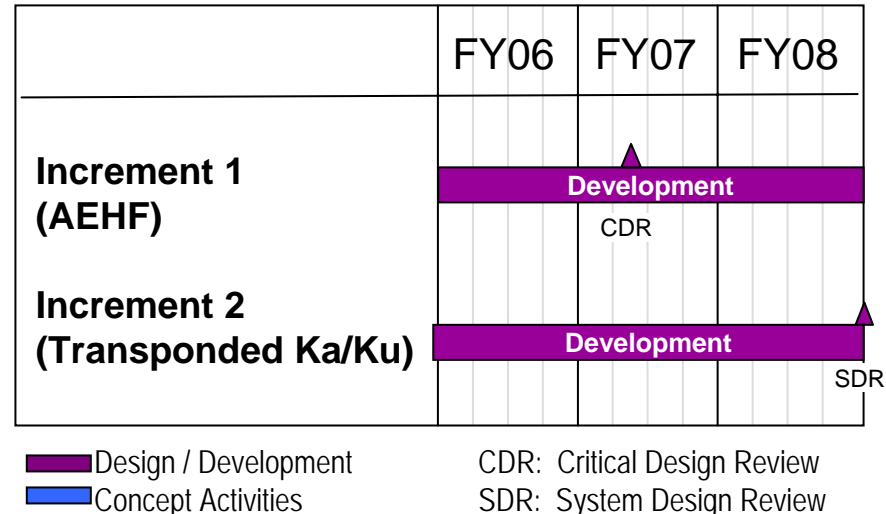 FY06 FY07 FY08
Increment 1
(AEHF)
Development
CDR
Increment 2
(Transponded Ka/Ku)
Development
SDR
Design / Development
CDR: Critical Design Review
Concept Activities
SDR: System Design Review